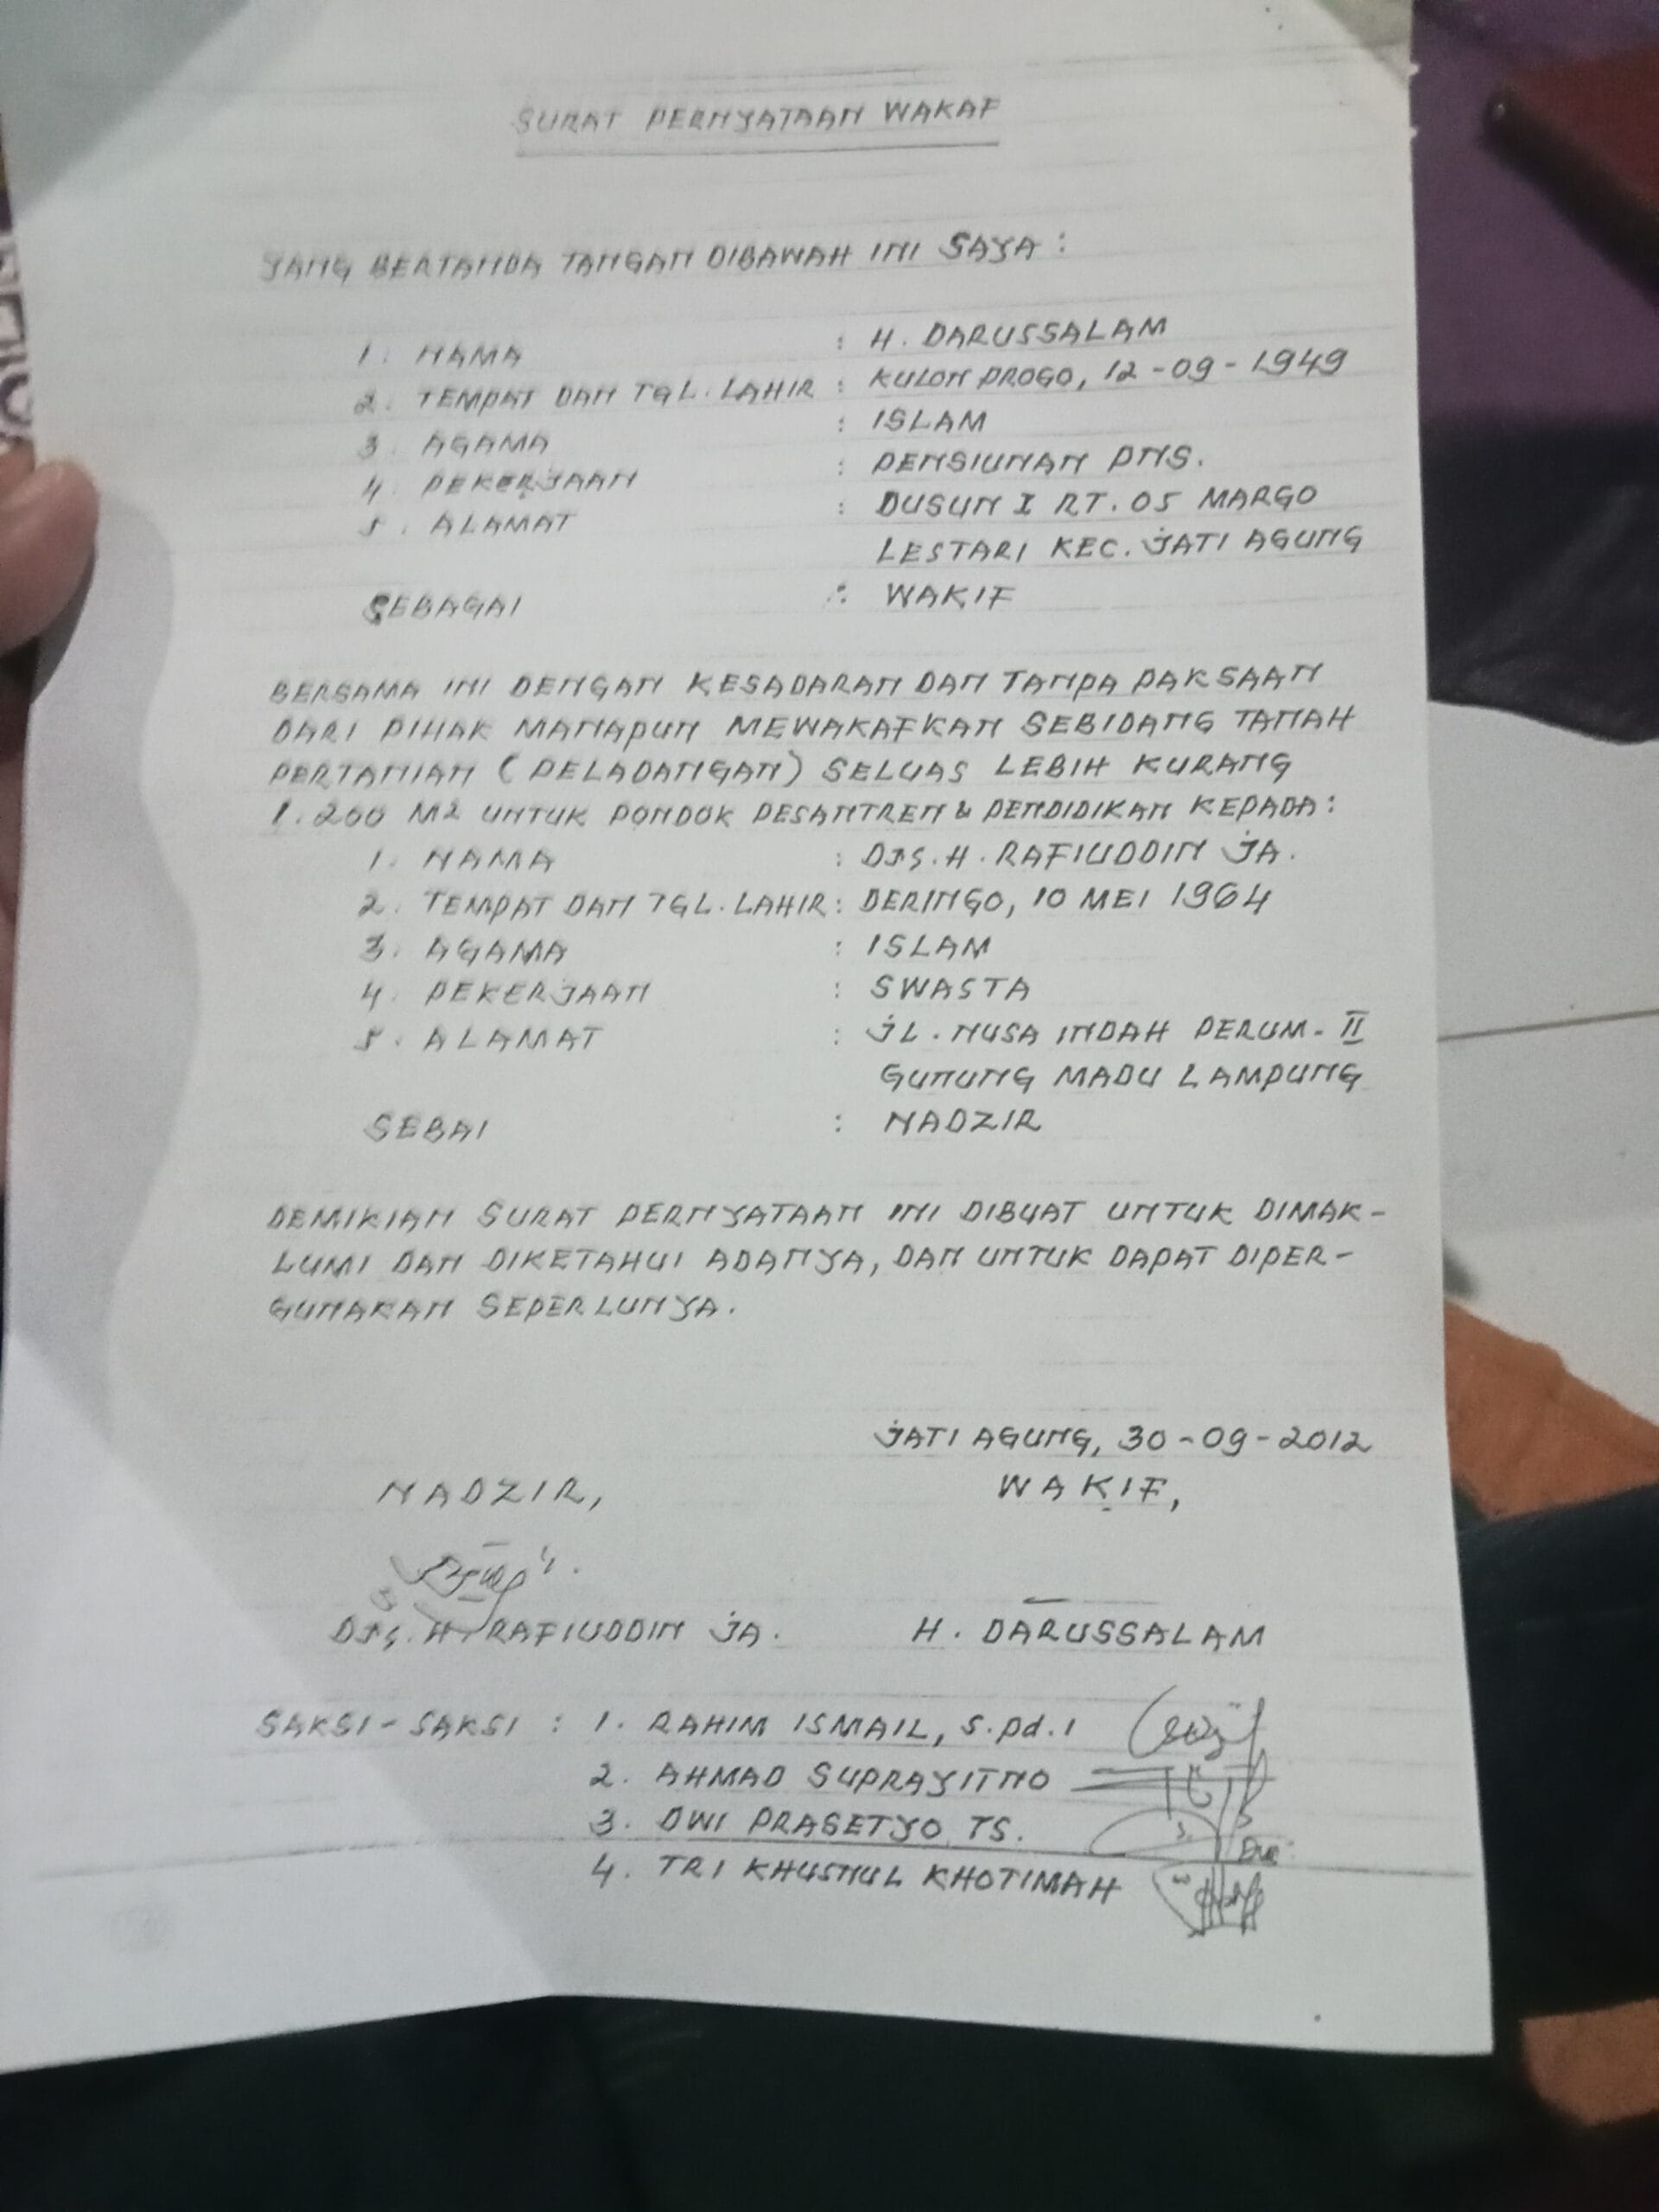 SURAT PERNYATAAN WAKAF
YANG BERTANDA TANGAN DIBAWAH INI SAYA :
1. NAMA : H. DARUSSALAM
2. TEMPAT DAN TGL. LAHIR : KULON PROGO, 12-09-1949
3. AGAMA : ISLAM
4. PEKERJAAN : PENSIUNAN PNS.
5. ALAMAT : DUSUN I RT. 05 MARGO
LESTARI KEC. JATI AGUNG
SEBAGAI : WAKIF
BERSAMA INI DENGAN KESADARAN DAN TANPA PAKSAAN
DARI PIHAK MANAPUN MEWAKAFKAN SEBIDANG TANAH
PERTANIAN (PELADANGAN) SELUAS LEBIH KURANG
1.200 M2 UNTUK PONDOK PESANTREN & PENDIDIKAN KEPADA:
1. NAMA : Drs. H. RAFIUDDIN JA.
2. TEMPAT DAN TGL. LAHIR : PERINGO, 10 MEI 1964
3. AGAMA : ISLAM
4. PEKERJAAN : SWASTA
5. ALAMAT : JL. NUSA INDAH PERUM-II
GUNUNG MADU LAMPUNG
SEBAI : NADZIR
DEMIKIAN SURAT PERNYATAAN INI DIBUAT UNTUK DIMAK-
LUMI DAN DIKETAHUI ADANYA, DAN UNTUK DAPAT DIPER-
GUNAKAN SEPERLUNYA.
JATI AGUNG, 30-09-2012
NADZIR, WAKIF,
Drs. H. RAFIUDDIN JA. H. DARUSSALAM
SAKSI-SAKSI : 1. RAHIM ISMAIL, S.Pd.I
2. AHMAD SUPRAYITNO
3. DWI PRASETYO TS.
4. TRI KHUSNUL KHOTIMAH